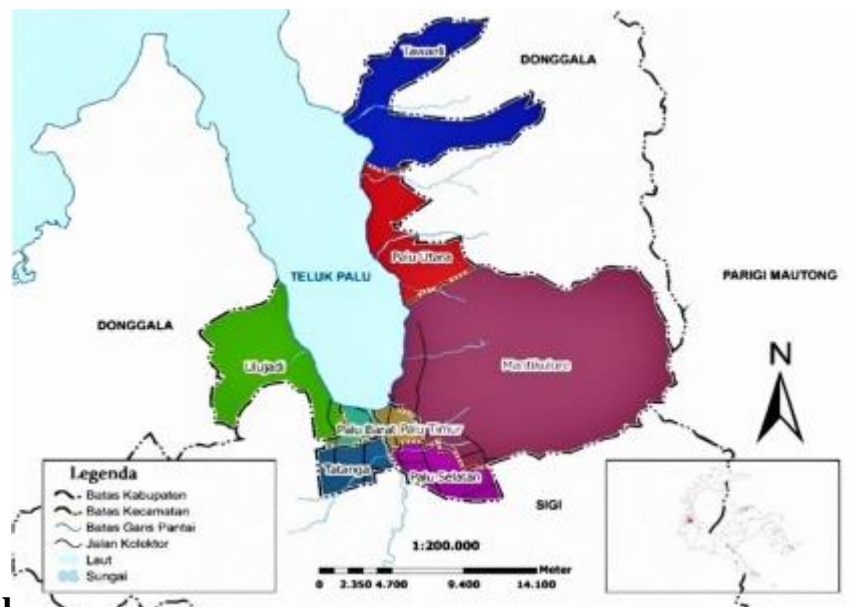 Tawaeli
DONGGALA
Palu Utara
TELUK PALU
PARIGI MAUTONG
DONGGALA
N
Ulujadi
Mantikulore
Palu Barat
Palu Timur
Tatanga
Palu Selatan
SIGI
Legenda
Batas Kabupaten
Batas Kecamatan
Batas Garis Pantai
Jalan Kolektor
Laut
Sungai
1:200.000
Meter
0 2.350 4.700 9.400 14.100